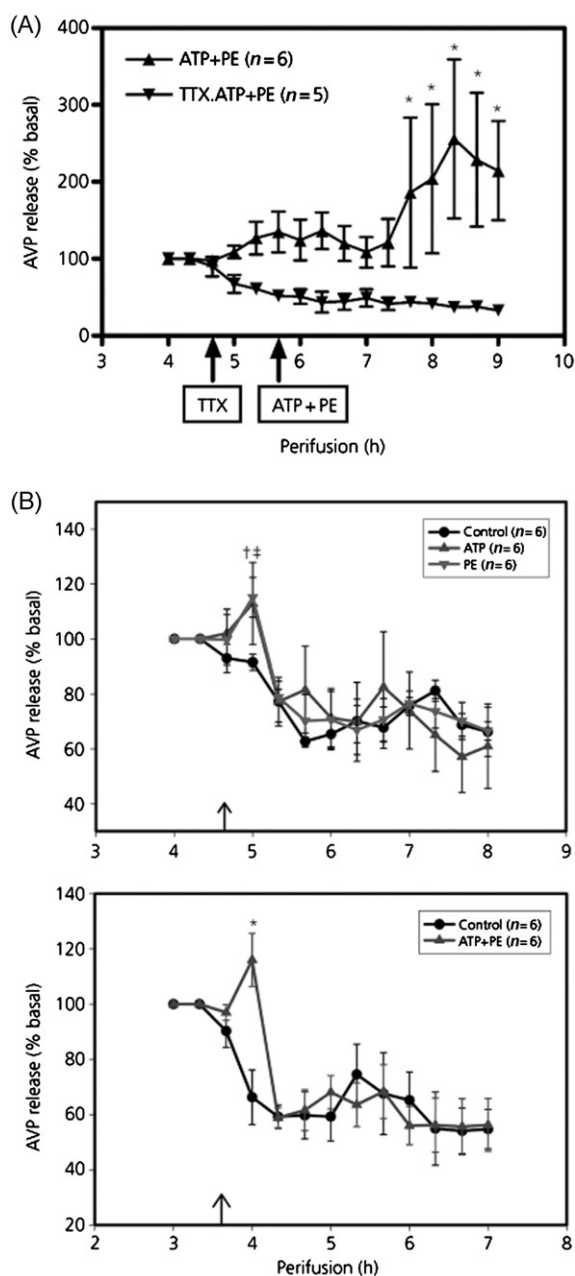 (A)
400
300
200
100
0
AVP release (% basal)
ATP+PE (n=6)
TTX.ATP+PE (n=5)
* * * * *
3 4 5 6 7 8 9 10
TTX
ATP+PE
Perifusion (h)
(B)
140
120
100
80
60
40
AVP release (% basal)
†‡
Control (n=6)
ATP (n=6)
PE (n=6)
3 4 5 6 7 8 9
140
120
100
80
60
40
20
AVP release (% basal)
*
Control (n=6)
ATP+PE (n=6)
2 3 4 5 6 7 8
Perifusion (h)